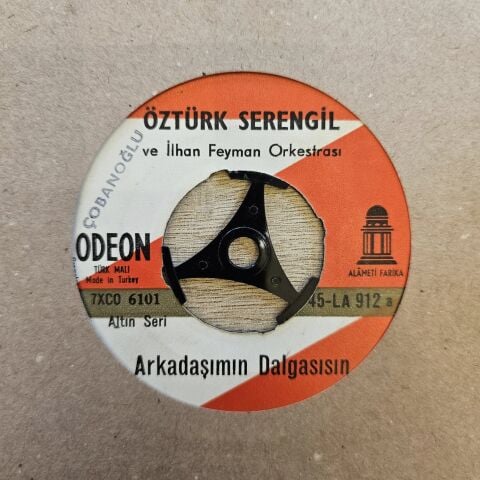 ÖZTÜRK SERENGİL
ve İlhan Feyman Orkestrası
ÇOBANOĞLU
ODEON
TÜRK MALI
Made in Turkey
ALÂMETİ FARİKA
7XCO 6101
45-LA 912 a
Altın Seri
Arkadaşımın Dalgasısın